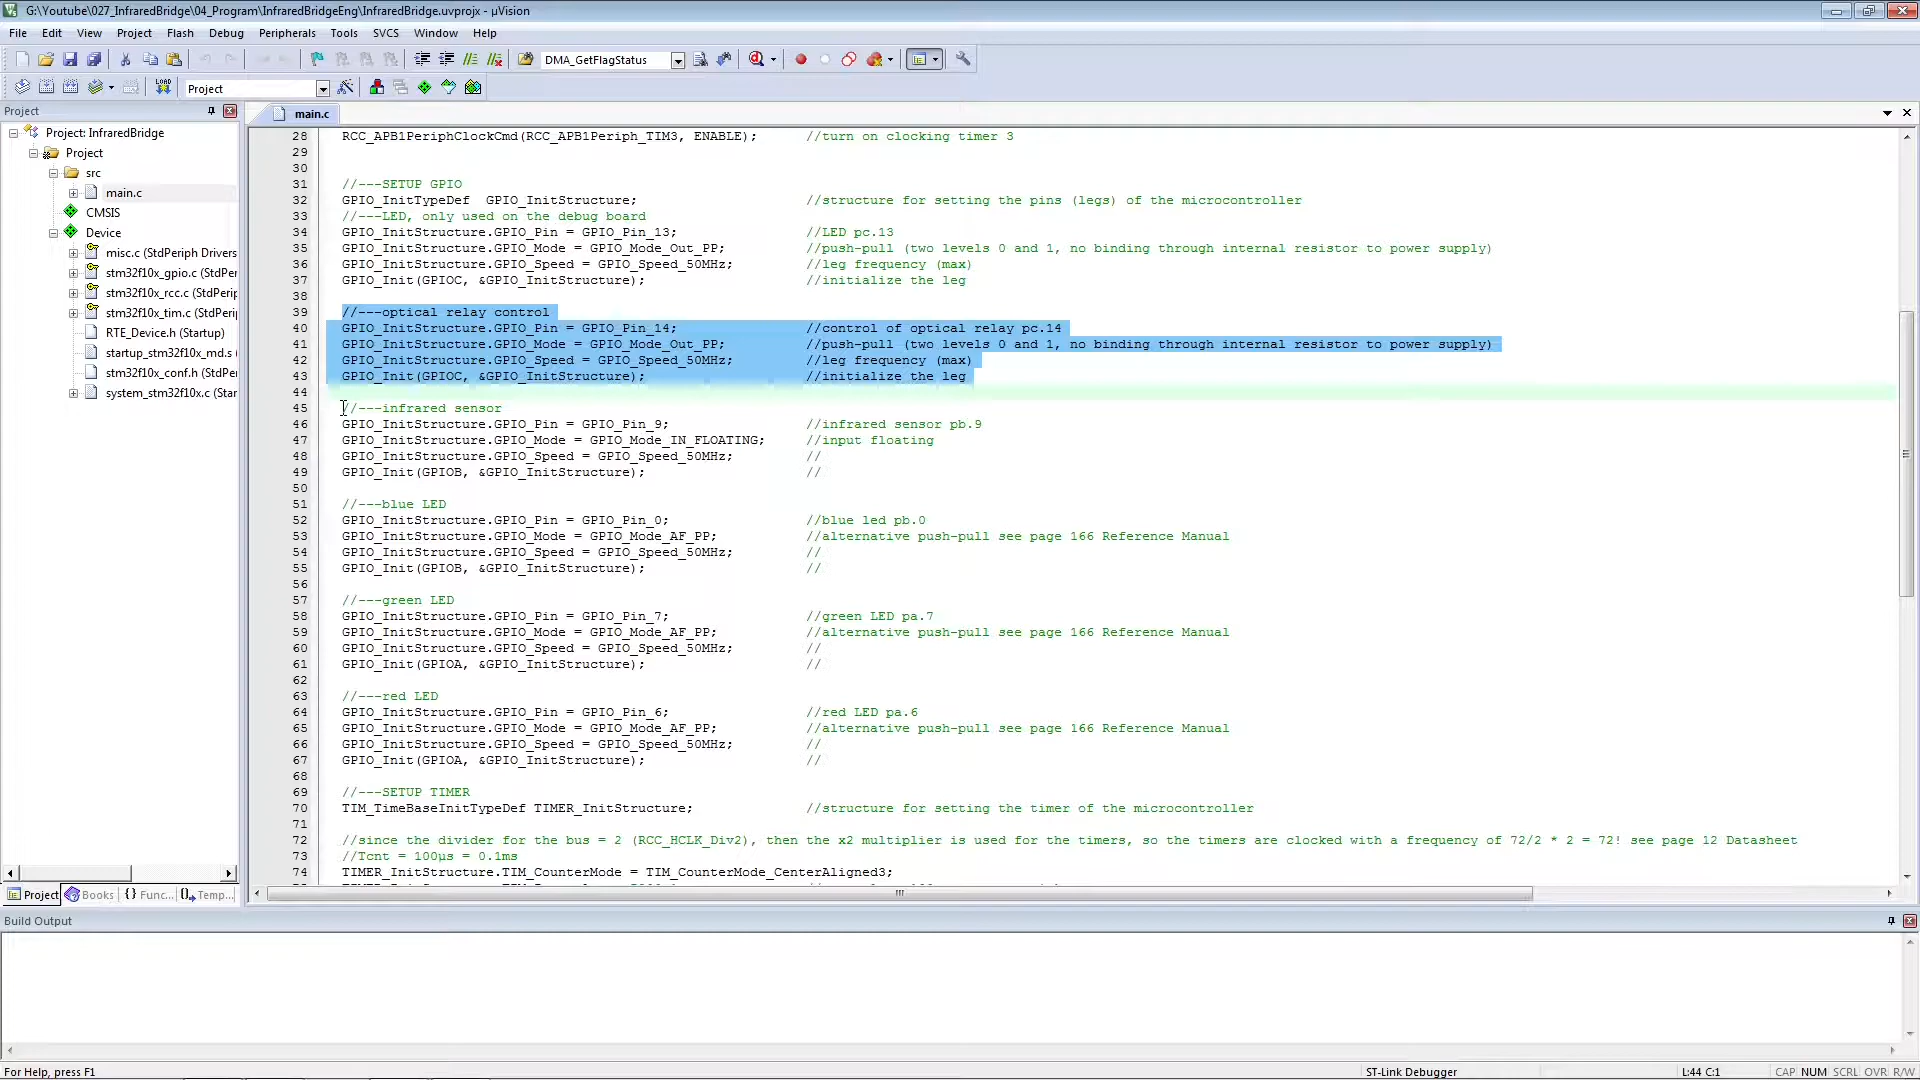 G:\Youtube\027_InfraredBridge\04_Program\InfraredBridgeEng\InfraredBridge.uvprojx - µVision
File Edit View Project Flash Debug Peripherals Tools SVCS Window Help
DMA_GetFlagStatus
LOAD Project
Project main.c
Project: InfraredBridge
Project
src
main.c
CMSIS
Device
misc.c (StdPeriph Drivers
stm32f10x_gpio.c (StdPer
stm32f10x_rcc.c (StdPerip
stm32f10x_tim.c (StdPeri
RTE_Device.h (Startup)
startup_stm32f10x_md.s
stm32f10x_conf.h (StdPe
system_stm32f10x.c (Star
Project Books {} Func... Temp...
28 RCC_APB1PeriphClockCmd(RCC_APB1Periph_TIM3, ENABLE); //turn on clocking timer 3
29
30
31 //---SETUP GPIO
32 GPIO_InitTypeDef GPIO_InitStructure; //structure for setting the pins (legs) of the microcontroller
33 //---LED, only used on the debug board
34 GPIO_InitStructure.GPIO_Pin = GPIO_Pin_13; //LED pc.13
35 GPIO_InitStructure.GPIO_Mode = GPIO_Mode_Out_PP; //push-pull (two levels 0 and 1, no binding through internal resistor to power supply)
36 GPIO_InitStructure.GPIO_Speed = GPIO_Speed_50MHz; //leg frequency (max)
37 GPIO_Init(GPIOC, &GPIO_InitStructure); //initialize the leg
38
39 //---optical relay control
40 GPIO_InitStructure.GPIO_Pin = GPIO_Pin_14; //control of optical relay pc.14
41 GPIO_InitStructure.GPIO_Mode = GPIO_Mode_Out_PP; //push-pull (two levels 0 and 1, no binding through internal resistor to power supply)
42 GPIO_InitStructure.GPIO_Speed = GPIO_Speed_50MHz; //leg frequency (max)
43 GPIO_Init(GPIOC, &GPIO_InitStructure); //initialize the leg
44
45 //---infrared sensor
46 GPIO_InitStructure.GPIO_Pin = GPIO_Pin_9; //infrared sensor pb.9
47 GPIO_InitStructure.GPIO_Mode = GPIO_Mode_IN_FLOATING; //input floating
48 GPIO_InitStructure.GPIO_Speed = GPIO_Speed_50MHz; //
49 GPIO_Init(GPIOB, &GPIO_InitStructure); //
50
51 //---blue LED
52 GPIO_InitStructure.GPIO_Pin = GPIO_Pin_0; //blue led pb.0
53 GPIO_InitStructure.GPIO_Mode = GPIO_Mode_AF_PP; //alternative push-pull see page 166 Reference Manual
54 GPIO_InitStructure.GPIO_Speed = GPIO_Speed_50MHz; //
55 GPIO_Init(GPIOB, &GPIO_InitStructure); //
56
57 //---green LED
58 GPIO_InitStructure.GPIO_Pin = GPIO_Pin_7; //green LED pa.7
59 GPIO_InitStructure.GPIO_Mode = GPIO_Mode_AF_PP; //alternative push-pull see page 166 Reference Manual
60 GPIO_InitStructure.GPIO_Speed = GPIO_Speed_50MHz; //
61 GPIO_Init(GPIOA, &GPIO_InitStructure); //
62
63 //---red LED
64 GPIO_InitStructure.GPIO_Pin = GPIO_Pin_6; //red LED pa.6
65 GPIO_InitStructure.GPIO_Mode = GPIO_Mode_AF_PP; //alternative push-pull see page 166 Reference Manual
66 GPIO_InitStructure.GPIO_Speed = GPIO_Speed_50MHz; //
67 GPIO_Init(GPIOA, &GPIO_InitStructure); //
68
69 //---SETUP TIMER
70 TIM_TimeBaseInitTypeDef TIMER_InitStructure; //structure for setting the timer of the microcontroller
71
72 //since the divider for the bus = 2 (RCC_HCLK_Div2), then the x2 multiplier is used for the timers, so the timers are clocked with a frequency of 72/2 * 2 = 72! see page 12 Datasheet
73 //Tcnt = 100µs = 0.1ms
74 TIMER_InitStructure.TIM_CounterMode = TIM_CounterMode_CenterAligned3;
Build Output
For Help, press F1 ST-Link Debugger L:44 C:1 CAP NUM SCRL OVR R/W